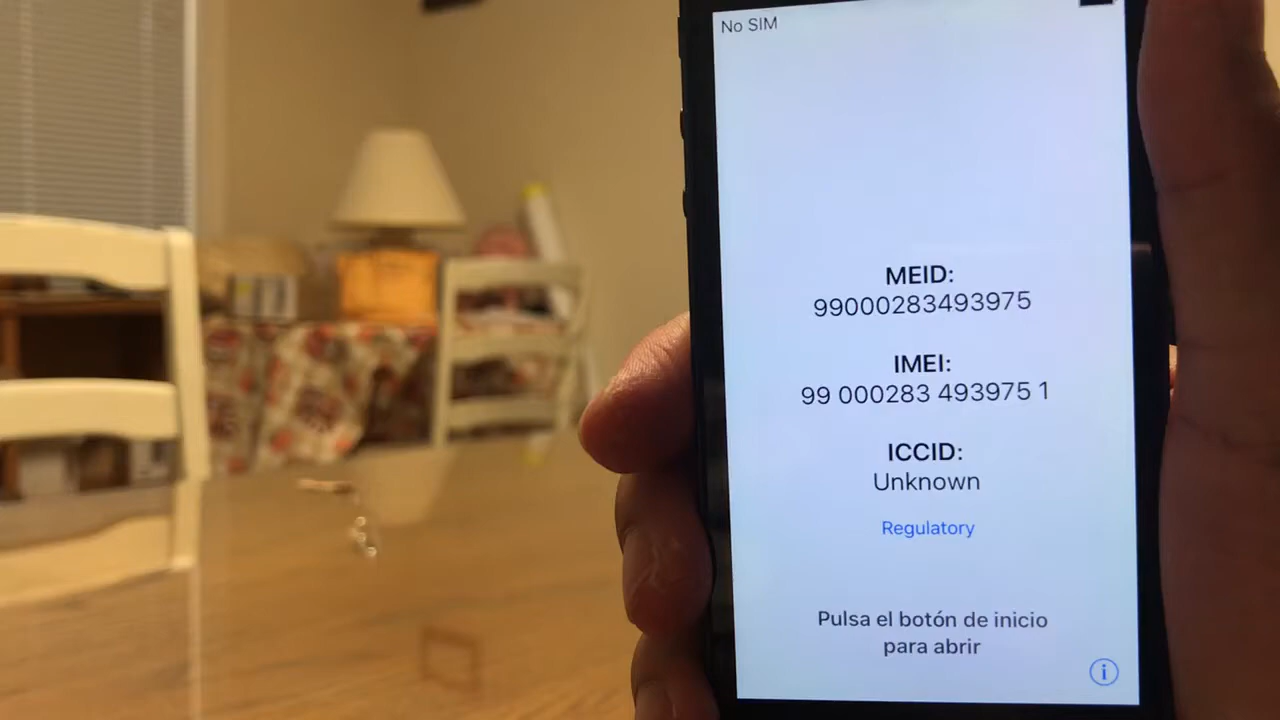 No SIM
MEID:
99000283493975
IMEI:
99 000283 493975 1
ICCID:
Unknown
Regulatory
Pulsa el botón de inicio
para abrir